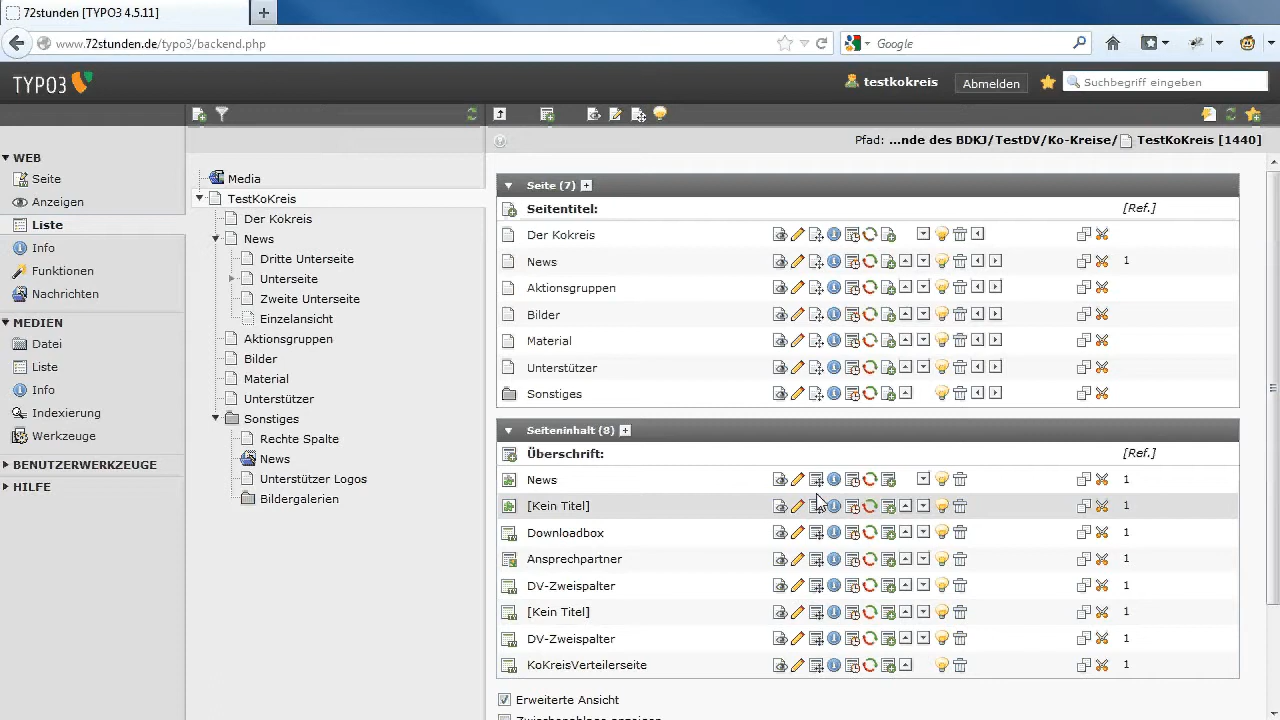 72stunden [TYPO3 4.5.11]
www.72stunden.de/typo3/backend.php
Google
TYPO3
testkokreis
Abmelden
Suchbegriff eingeben
Pfad: ...nde des BDKJ/TestDV/Ko-Kreise/ TestKoKreis [1440]
WEB
Seite
Anzeigen
Liste
Info
Funktionen
Nachrichten
MEDIEN
Datei
Liste
Info
Indexierung
Werkzeuge
BENUTZERWERKZEUGE
HILFE
Media
TestKoKreis
Der Kokreis
News
Dritte Unterseite
Unterseite
Zweite Unterseite
Einzelansicht
Aktionsgruppen
Bilder
Material
Unterstützer
Sonstiges
Rechte Spalte
News
Unterstützer Logos
Bildergalerien
Seite (7)
Seitentitel: [Ref.]
Der Kokreis
News 1
Aktionsgruppen
Bilder
Material
Unterstützer
Sonstiges
Seiteninhalt (8)
Überschrift: [Ref.]
News 1
[Kein Titel] 1
Downloadbox 1
Ansprechpartner 1
DV-Zweispalter 1
[Kein Titel] 1
DV-Zweispalter 1
KoKreisVerteilerseite 1
Erweiterte Ansicht
Zwischenablage anzeigen